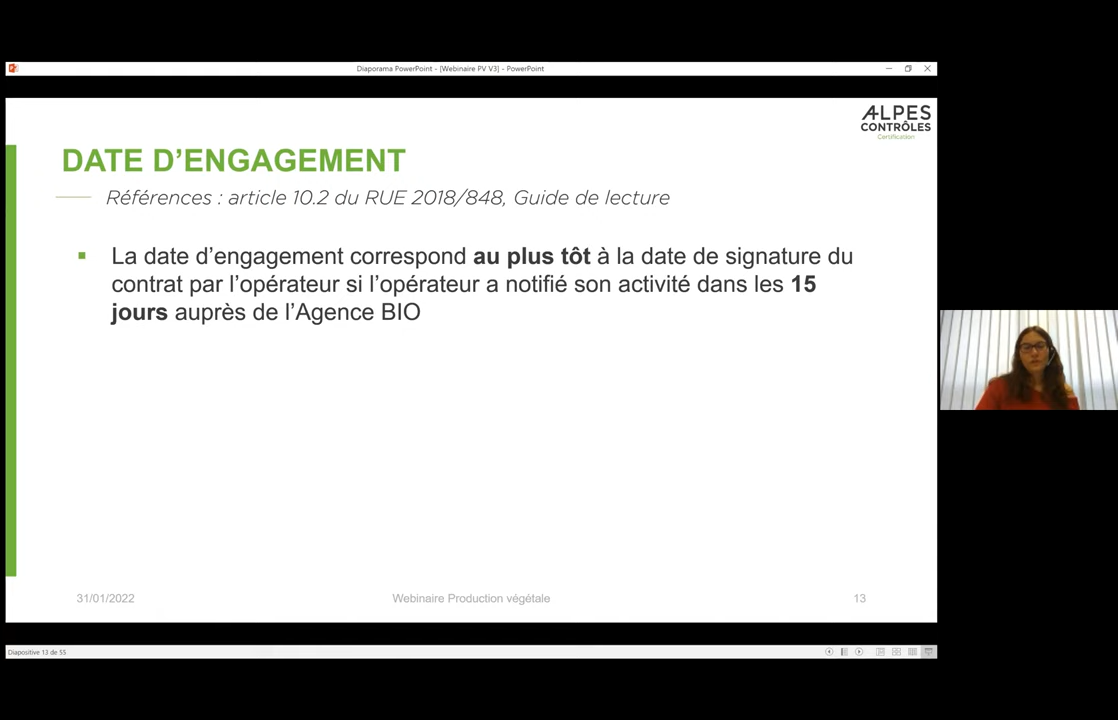 Diaporama PowerPoint - [Webinaire PV V3] - PowerPoint
ALPES
CONTRÔLES
Certification
DATE D’ENGAGEMENT
Références : article 10.2 du RUE 2018/848, Guide de lecture
▪ La date d’engagement correspond au plus tôt à la date de signature du
contrat par l’opérateur si l’opérateur a notifié son activité dans les 15
jours auprès de l’Agence BIO
31/01/2022
Webinaire Production végétale
13
Diapositive 13 de 55